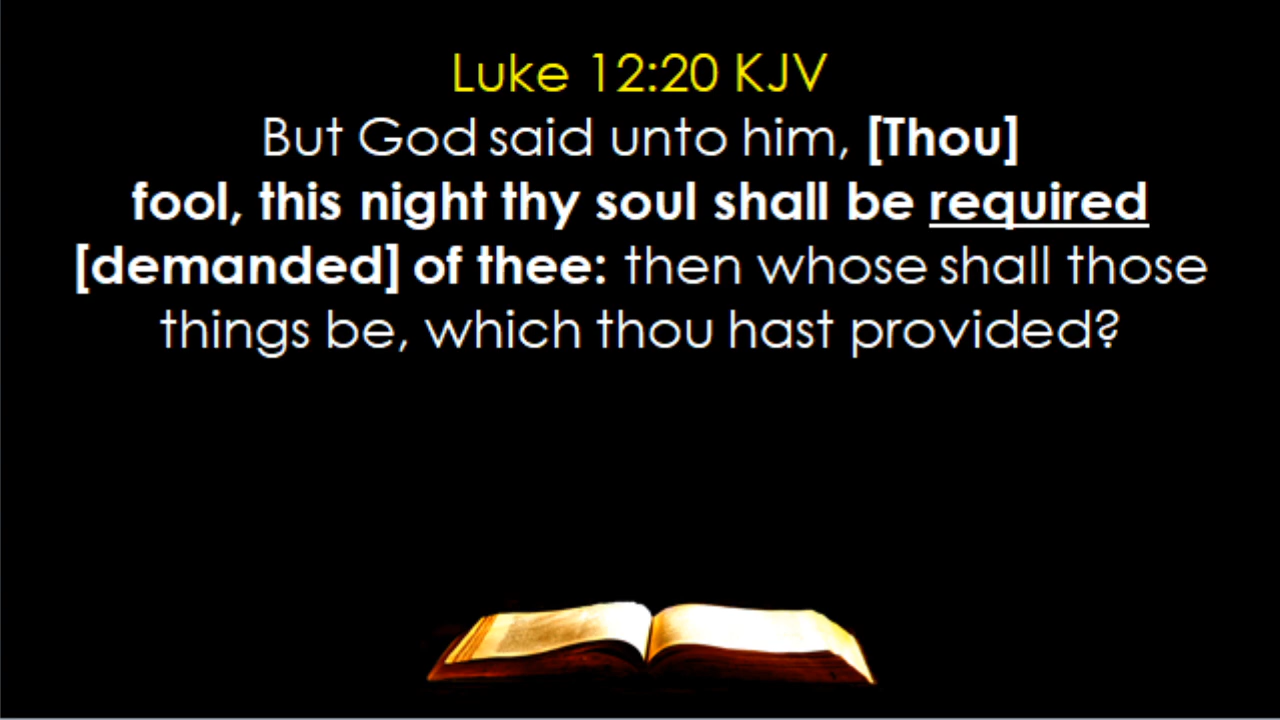 Luke 12:20 KJV
But God said unto him, [Thou]
fool, this night thy soul shall be required
[demanded] of thee: then whose shall those
things be, which thou hast provided?